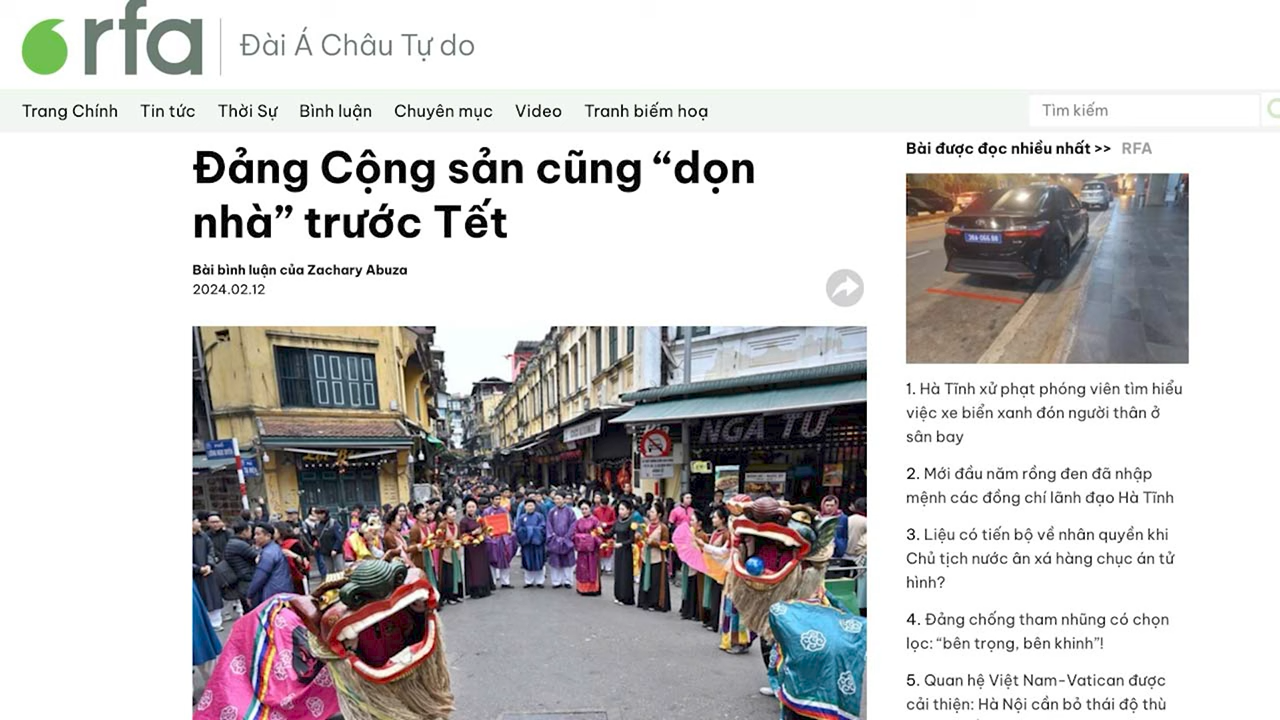 rfa
Đài Á Châu Tự do
Trang Chính Tin tức Thời Sự Bình luận Chuyên mục Video Tranh biếm hoạ
Tìm kiếm
Đảng Cộng sản cũng “dọn
nhà” trước Tết
Bài bình luận của Zachary Abuza
2024.02.12
NGÃ TƯ
Bài được đọc nhiều nhất >> RFA
1. Hà Tĩnh xử phạt phóng viên tìm hiểu
việc xe biển xanh đón người thân ở
sân bay
2. Mới đầu năm rồng đen đã nhập
mệnh các đồng chí lãnh đạo Hà Tĩnh
3. Liệu có tiến bộ về nhân quyền khi
Chủ tịch nước ân xá hàng chục án tử
hình?
4. Đảng chống tham nhũng có chọn
lọc: “bên trọng, bên khinh”!
5. Quan hệ Việt Nam-Vatican được
cải thiện: Hà Nội cần bỏ thái độ thù